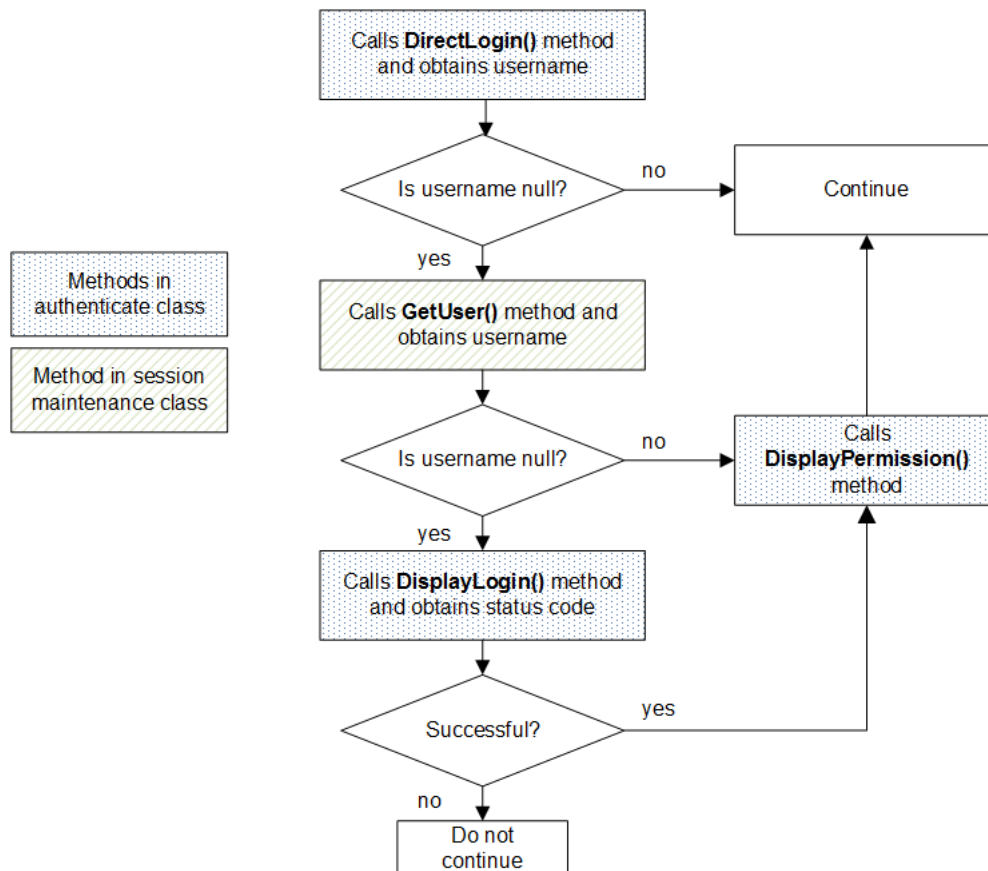 Calls DirectLogin() method
and obtains username
Is username null?
no
Continue
yes
Methods in
authenticate class
Calls GetUser() method and
obtains username
Method in session
maintenance class
Is username null?
no
Calls
DisplayPermission()
method
yes
Calls DisplayLogin() method
and obtains status code
Successful?
yes
no
Do not
continue